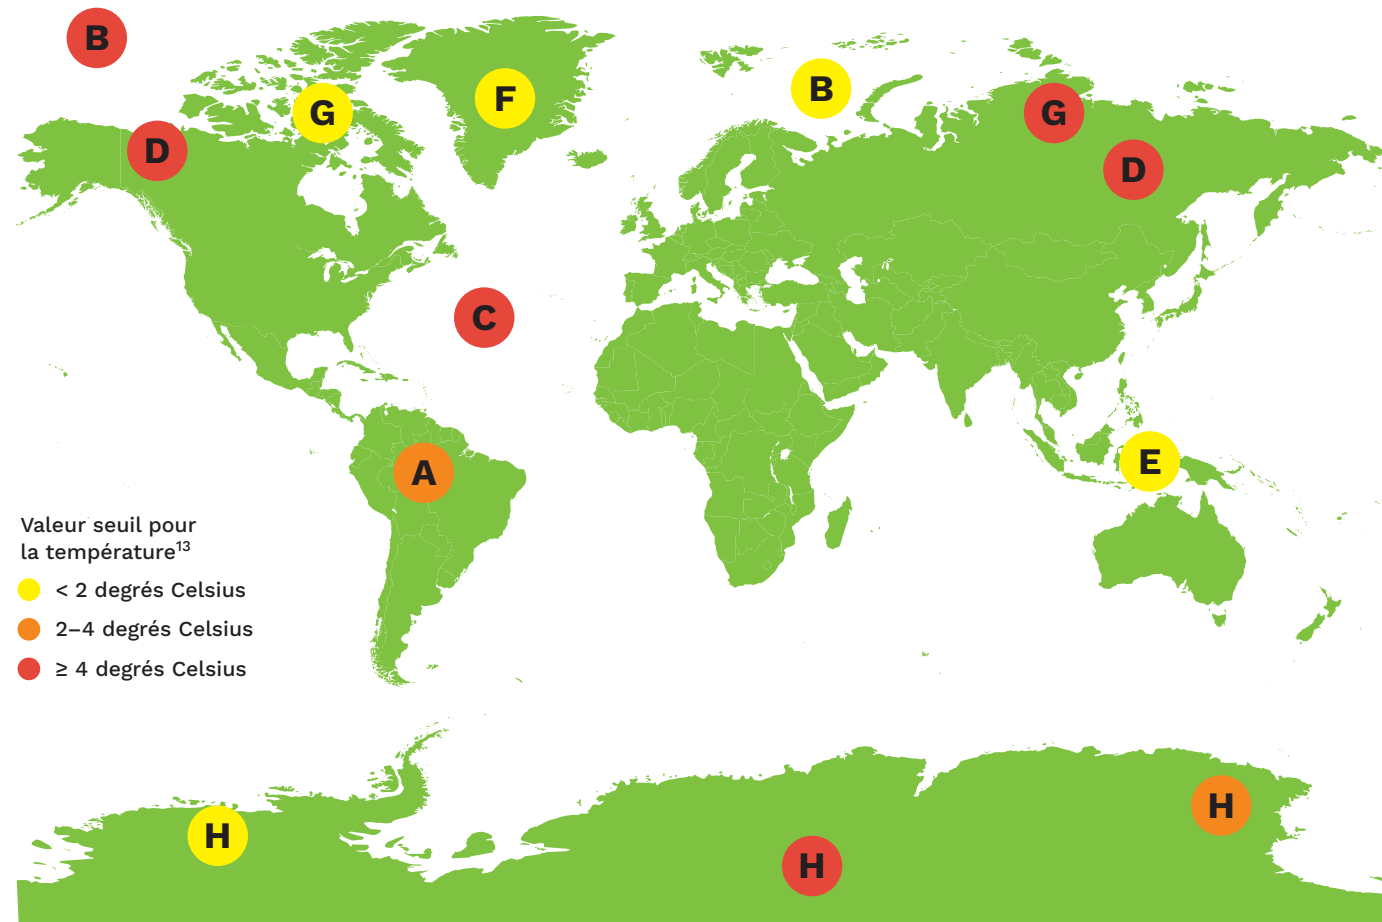 B
B
F
G
G
D
D
C
E
A
Valeur seuil pour
la température¹³
< 2 degrés Celsius
2–4 degrés Celsius
≥ 4 degrés Celsius
H
H
H